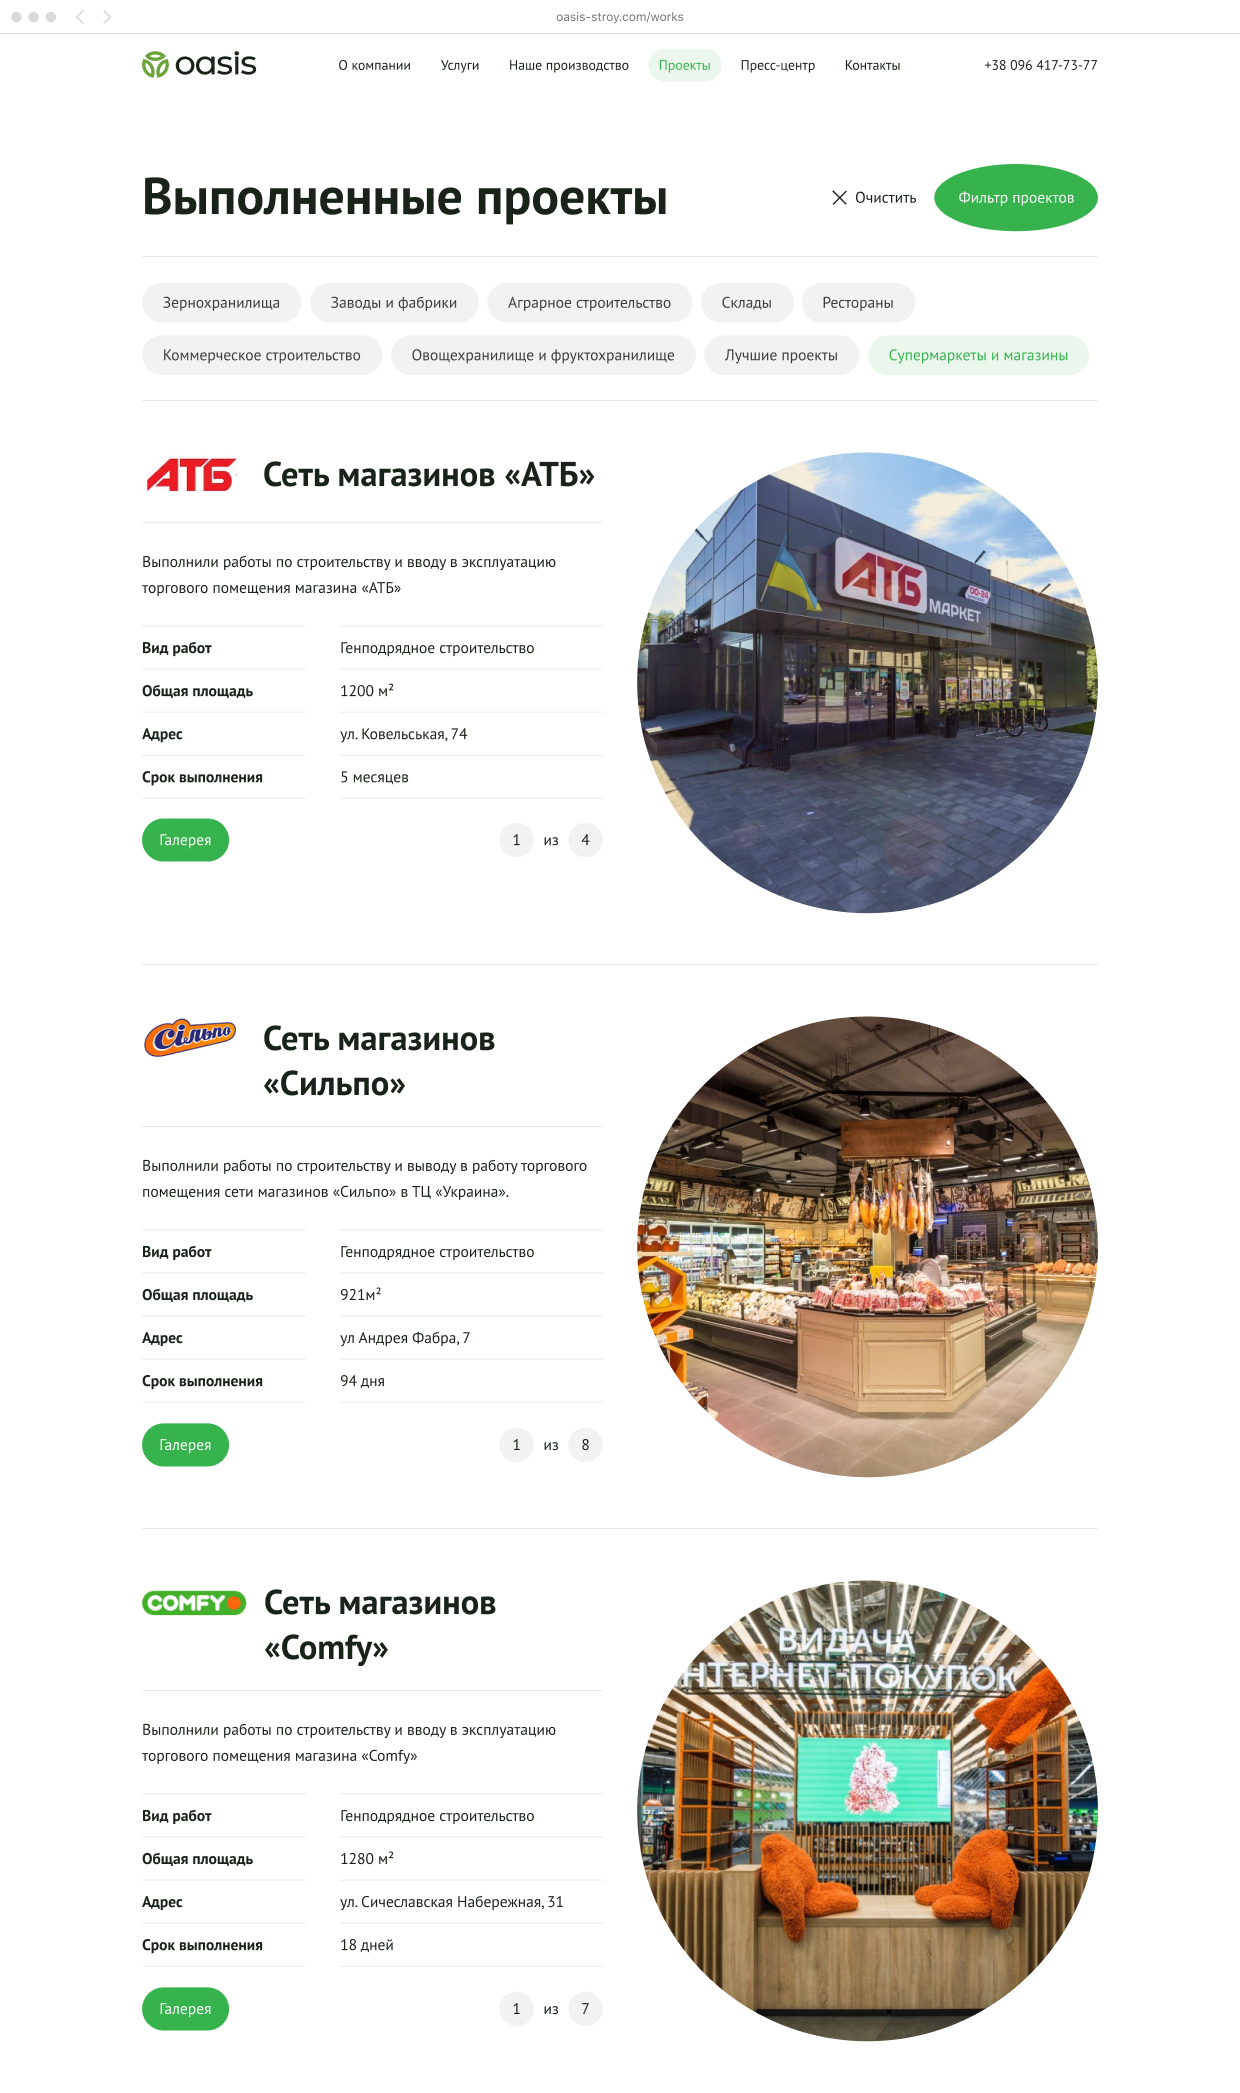 oasis-stroy.com/works
oasis
О компании
Услуги
Наше производство
Проекты
Пресс-центр
Контакты
+38 096 417-73-77
Выполненные проекты
Очистить
Фильтр проектов
Зернохранилища
Заводы и фабрики
Аграрное строительство
Склады
Рестораны
Коммерческое строительство
Овощехранилище и фруктохранилище
Лучшие проекты
Супермаркеты и магазины
АТБ
Сеть магазинов «АТБ»
Выполнили работы по строительству и вводу в эксплуатацию
торгового помещения магазина «АТБ»
Вид работ
Генподрядное строительство
Общая площадь
1200 м²
Адрес
ул. Ковельськая, 74
Срок выполнения
5 месяцев
Галерея
1 из 4
АТБ
МАРКЕТ
00-24
Сільпо
Сеть магазинов
«Сильпо»
Выполнили работы по строительству и выводу в работу торгового
помещения сети магазинов «Сильпо» в ТЦ «Украина».
Вид работ
Генподрядное строительство
Общая площадь
921м²
Адрес
ул Андрея Фабра, 7
Срок выполнения
94 дня
Галерея
1 из 8
COMFY
Сеть магазинов
«Comfy»
Выполнили работы по строительству и вводу в эксплуатацию
торгового помещения магазина «Comfy»
Вид работ
Генподрядное строительство
Общая площадь
1280 м²
Адрес
ул. Сичеславская Набережная, 31
Срок выполнения
18 дней
Галерея
1 из 7
ВИДАЧА
НТЕРНЕТ-ПОКУПОК